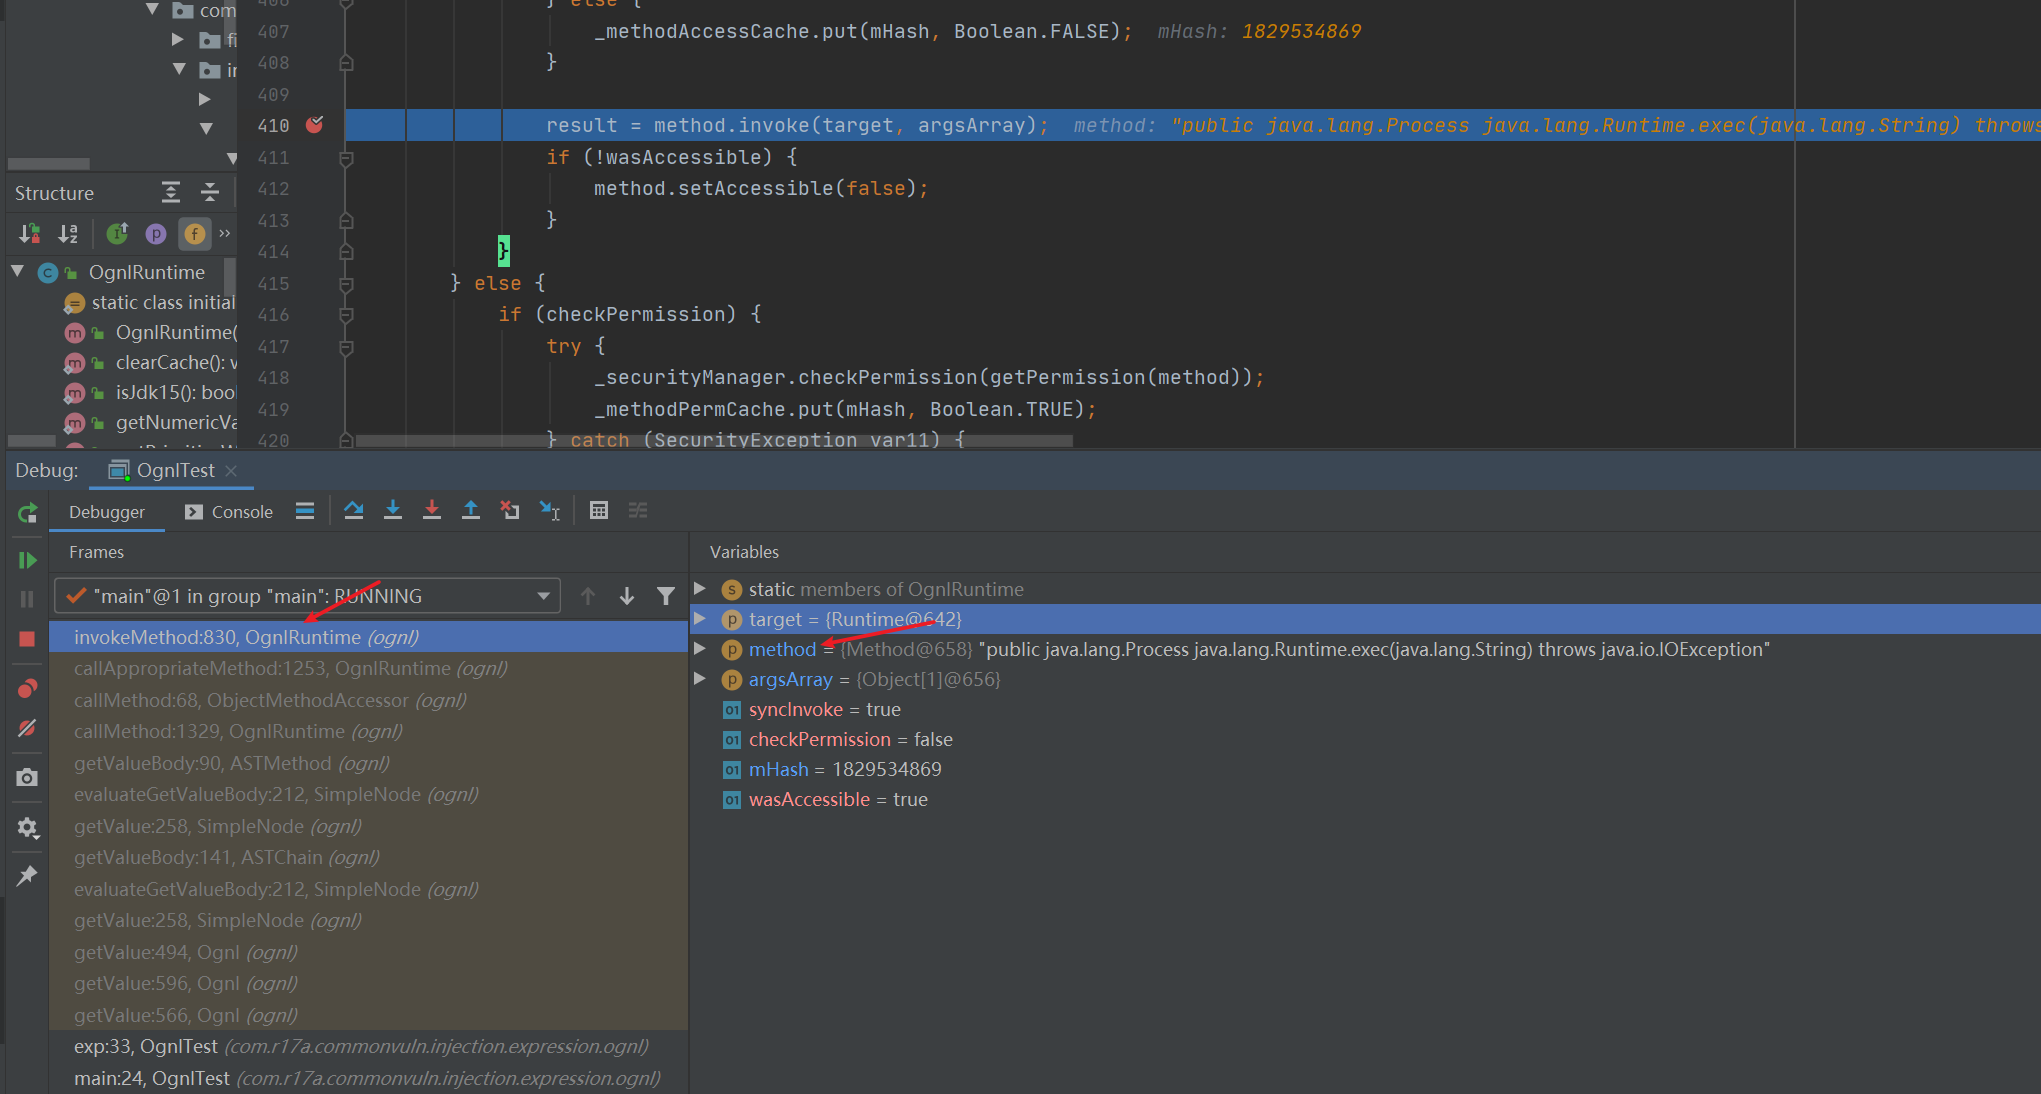 com
fi
in
406 } else {
407 _methodAccessCache.put(mHash, Boolean.FALSE); mHash: 1829534869
408 }
409
410 result = method.invoke(target, argsArray); method: "public java.lang.Process java.lang.Runtime.exec(java.lang.String) throws
411 if (!wasAccessible) {
412 method.setAccessible(false);
413 }
414 }
415 } else {
416 if (checkPermission) {
417 try {
418 _securityManager.checkPermission(getPermission(method));
419 _methodPermCache.put(mHash, Boolean.TRUE);
420 } catch (SecurityException var11) {
Structure
OgnlRuntime
static class initial
OgnlRuntime(
clearCache(): v
isJdk15(): bool
getNumericVa
Debug: OgnlTest
Debugger Console
Frames
"main"@1 in group "main": RUNNING
invokeMethod:830, OgnlRuntime (ognl)
callAppropriateMethod:1253, OgnlRuntime (ognl)
callMethod:68, ObjectMethodAccessor (ognl)
callMethod:1329, OgnlRuntime (ognl)
getValueBody:90, ASTMethod (ognl)
evaluateGetValueBody:212, SimpleNode (ognl)
getValue:258, SimpleNode (ognl)
getValueBody:141, ASTChain (ognl)
evaluateGetValueBody:212, SimpleNode (ognl)
getValue:258, SimpleNode (ognl)
getValue:494, Ognl (ognl)
getValue:596, Ognl (ognl)
getValue:566, Ognl (ognl)
exp:33, OgnlTest (com.r17a.commonvuln.injection.expression.ognl)
main:24, OgnlTest (com.r17a.commonvuln.injection.expression.ognl)
Variables
static members of OgnlRuntime
target = {Runtime@642}
method = {Method@658} "public java.lang.Process java.lang.Runtime.exec(java.lang.String) throws java.io.IOException"
argsArray = {Object[1]@656}
syncInvoke = true
checkPermission = false
mHash = 1829534869
wasAccessible = true